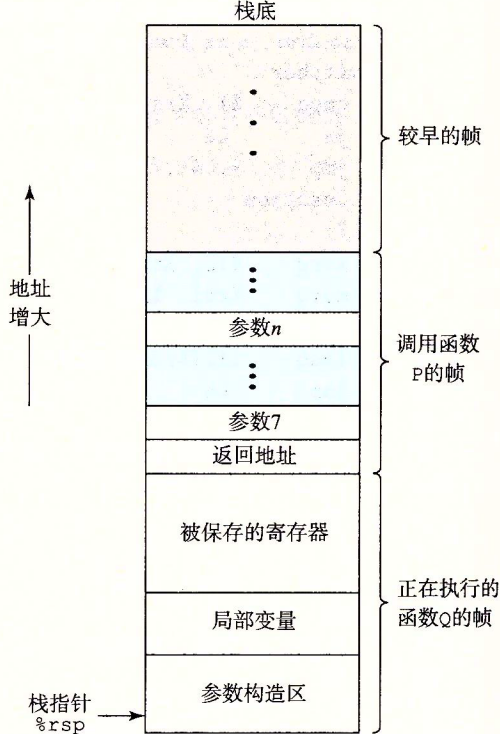 栈底
较早的帧
地址
增大
参数n
调用函数
P的帧
参数7
返回地址
被保存的寄存器
正在执行的
函数Q的帧
局部变量
参数构造区
栈指针
%rsp